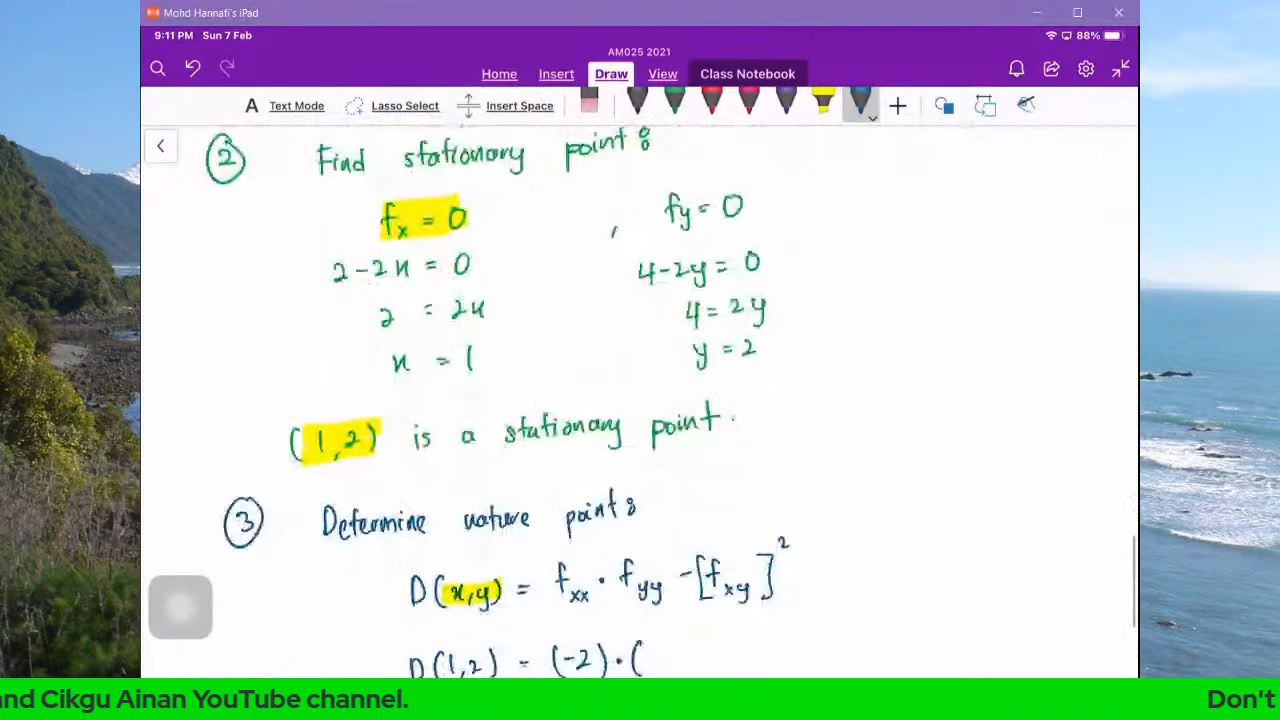 Mohd Hannafi's iPad
9:11 PM Sun 7 Feb 88%
AM025 2021
Home Insert Draw View Class Notebook
Text Mode Lasso Select Insert Space
② Find stationary point :
fx = 0 , fy = 0
2 - 2x = 0 4 - 2y = 0
2 = 2x 4 = 2y
x = 1 y = 2
(1,2) is a stationary point.
③ Determine nature point :
D(x,y) = fxx · fyy - [fxy]²
D(1,2) = (-2) · (
and Cikgu Ainan YouTube channel. Don't